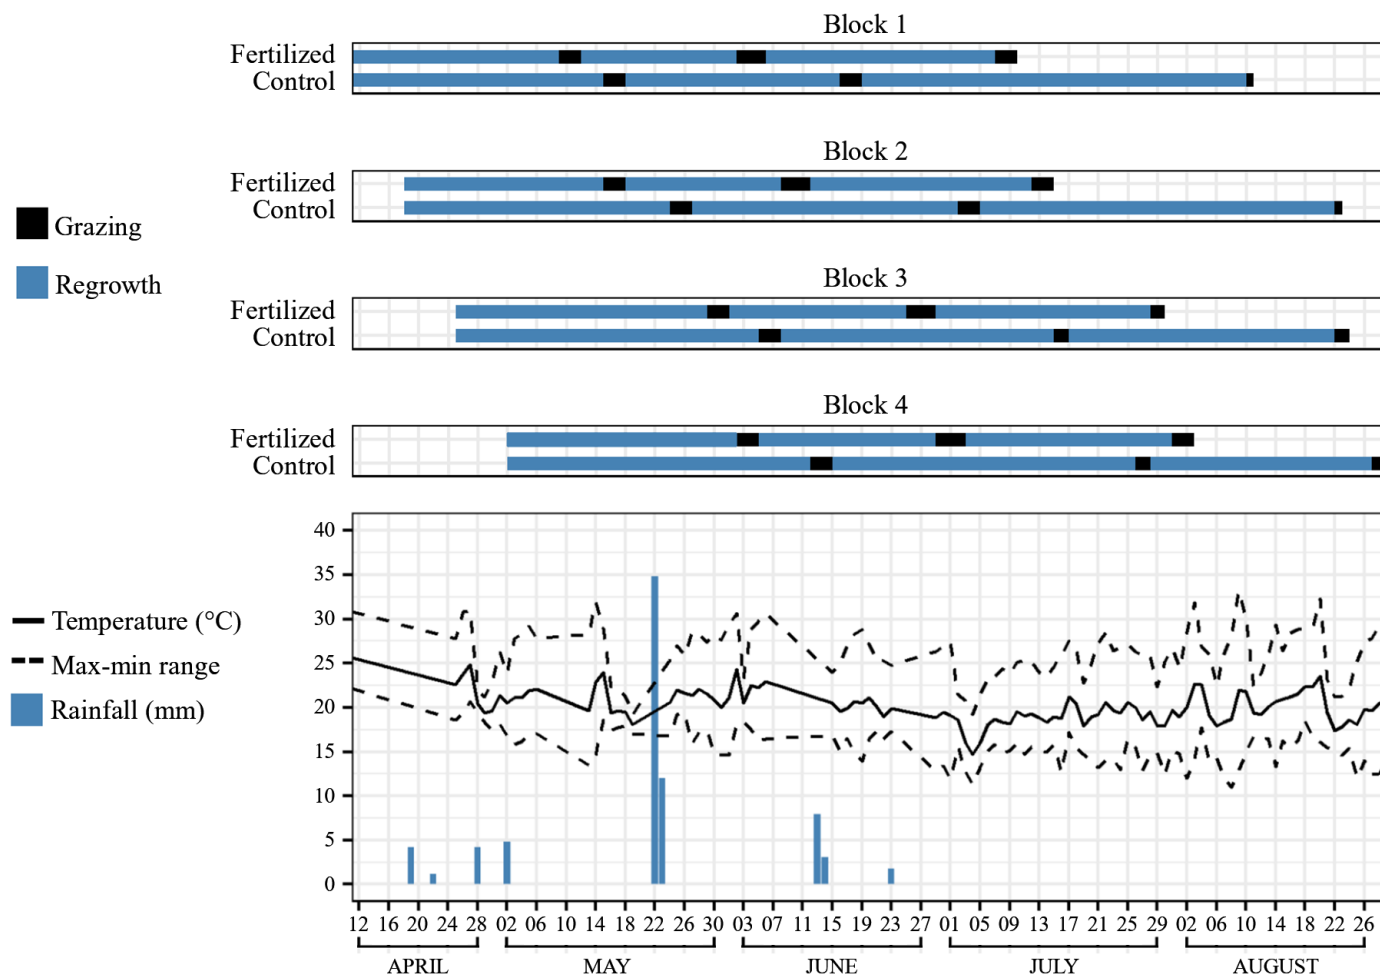 Block 1
Fertilized
Control
Block 2
Fertilized
Control
Grazing
Regrowth
Block 3
Fertilized
Control
Block 4
Fertilized
Control
40
35
30
25
20
15
10
5
0
Temperature (°C)
Max-min range
Rainfall (mm)
12 16 20 24 28 02 06 10 14 18 22 26 30 03 07 11 15 19 23 27 01 05 09 13 17 21 25 29 02 06 10 14 18 22 26
APRIL MAY JUNE JULY AUGUST